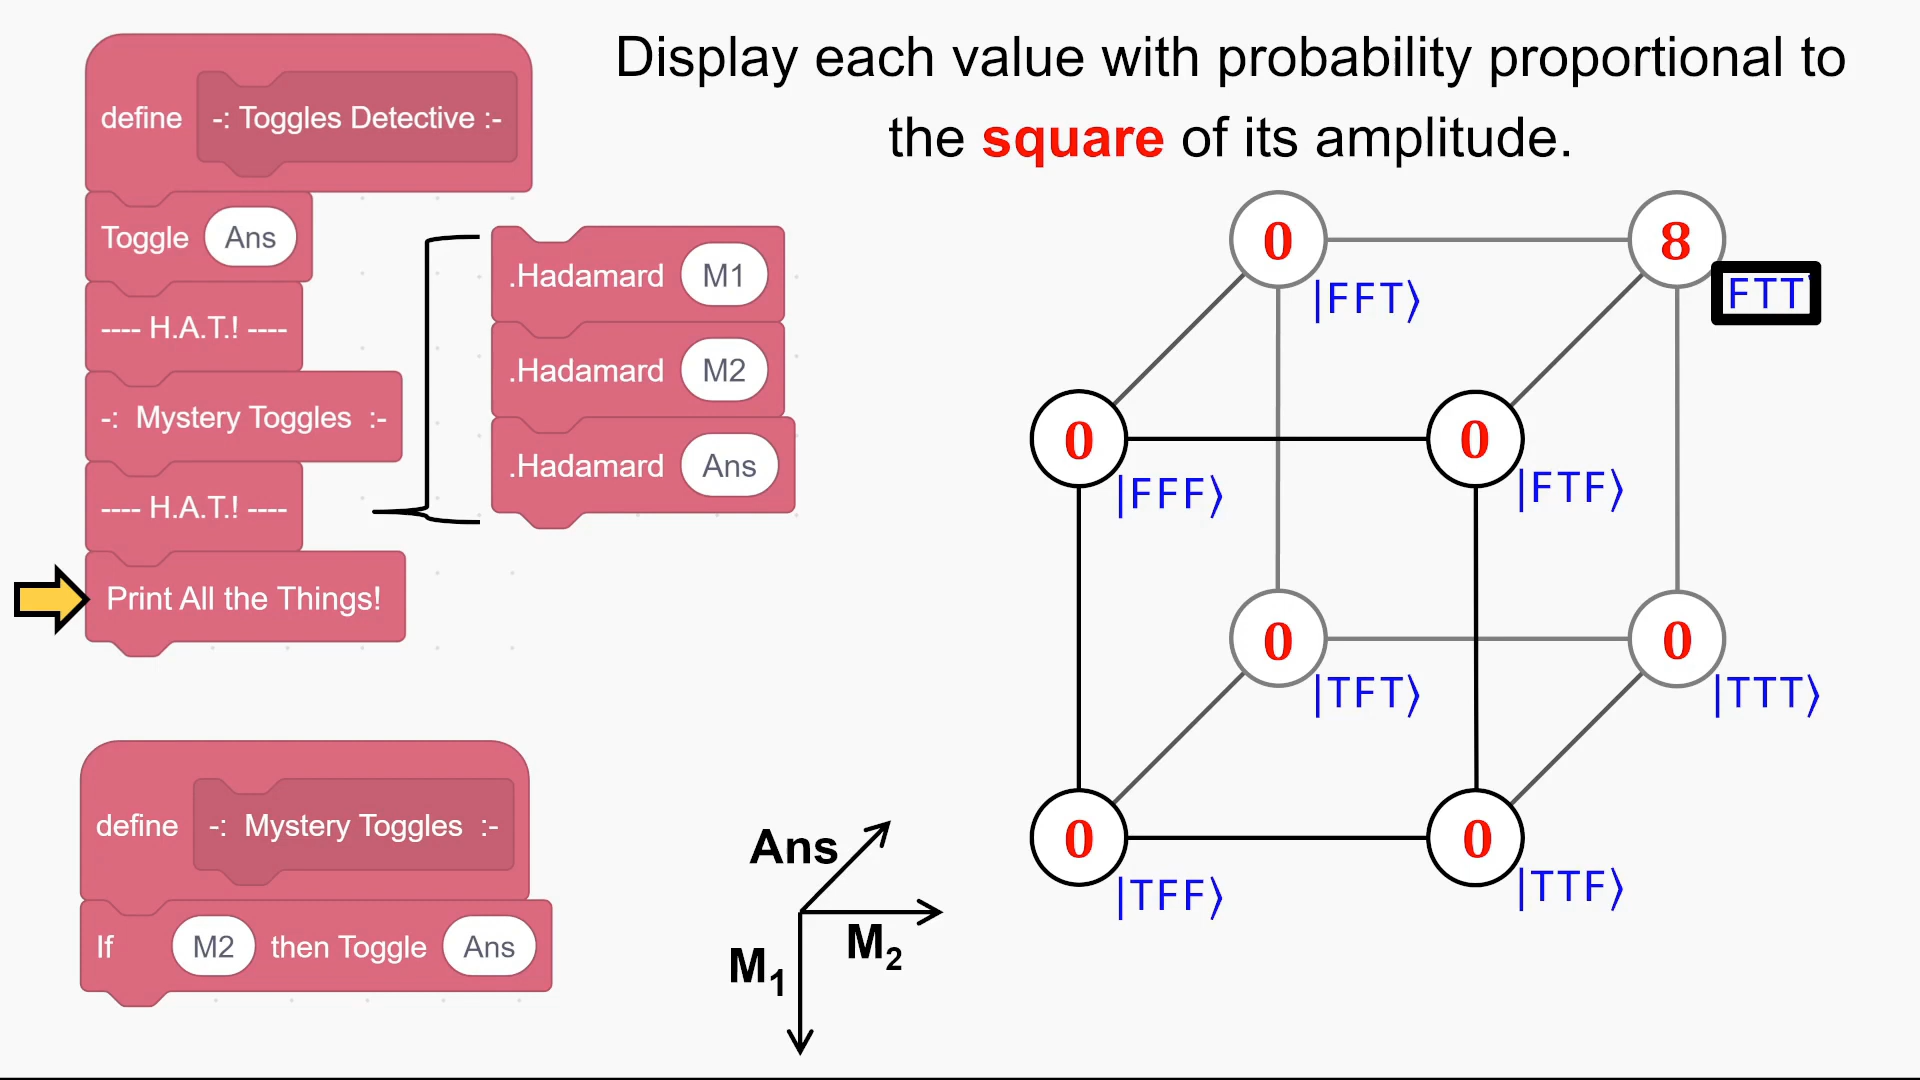 Display each value with probability proportional to
the square of its amplitude.
define -: Toggles Detective :-
Toggle Ans
---- H.A.T.! ----
-: Mystery Toggles :-
---- H.A.T.! ----
Print All the Things!
.Hadamard M1
.Hadamard M2
.Hadamard Ans
define -: Mystery Toggles :-
If M2 then Toggle Ans
Ans
M₂
M₁
0
|FFT⟩
8
FTT
0
|FFF⟩
0
|FTF⟩
0
|TFT⟩
0
|TTT⟩
0
|TFF⟩
0
|TTF⟩